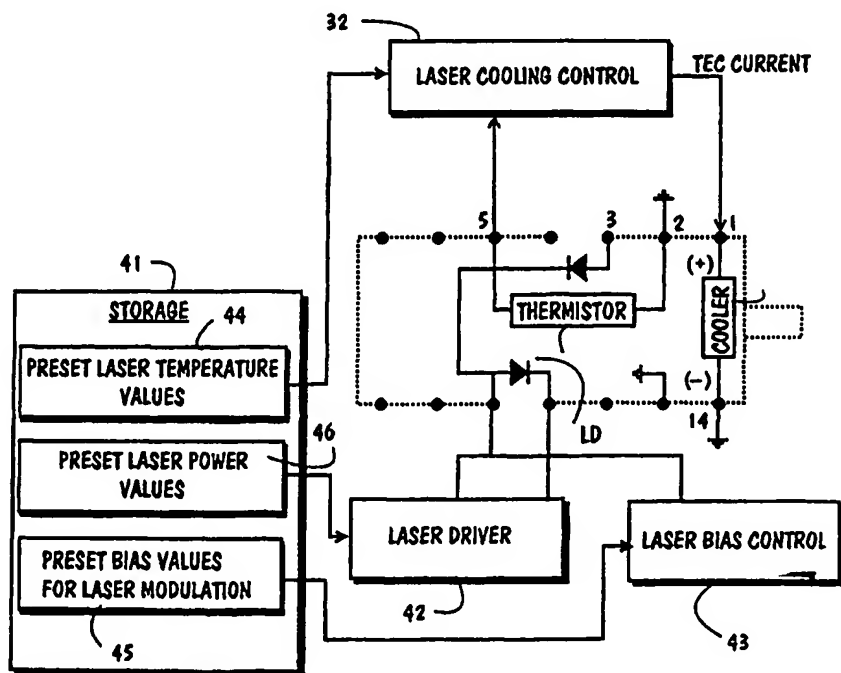 32
LASER COOLING CONTROL
TEC CURRENT
5
3
2
1
41
STORAGE
44
PRESET LASER TEMPERATURE
VALUES
(+)
THERMISTOR
COOLER
(-)
14
LD
46
PRESET LASER POWER
VALUES
LASER DRIVER
LASER BIAS CONTROL
PRESET BIAS VALUES
FOR LASER MODULATION
42
43
45